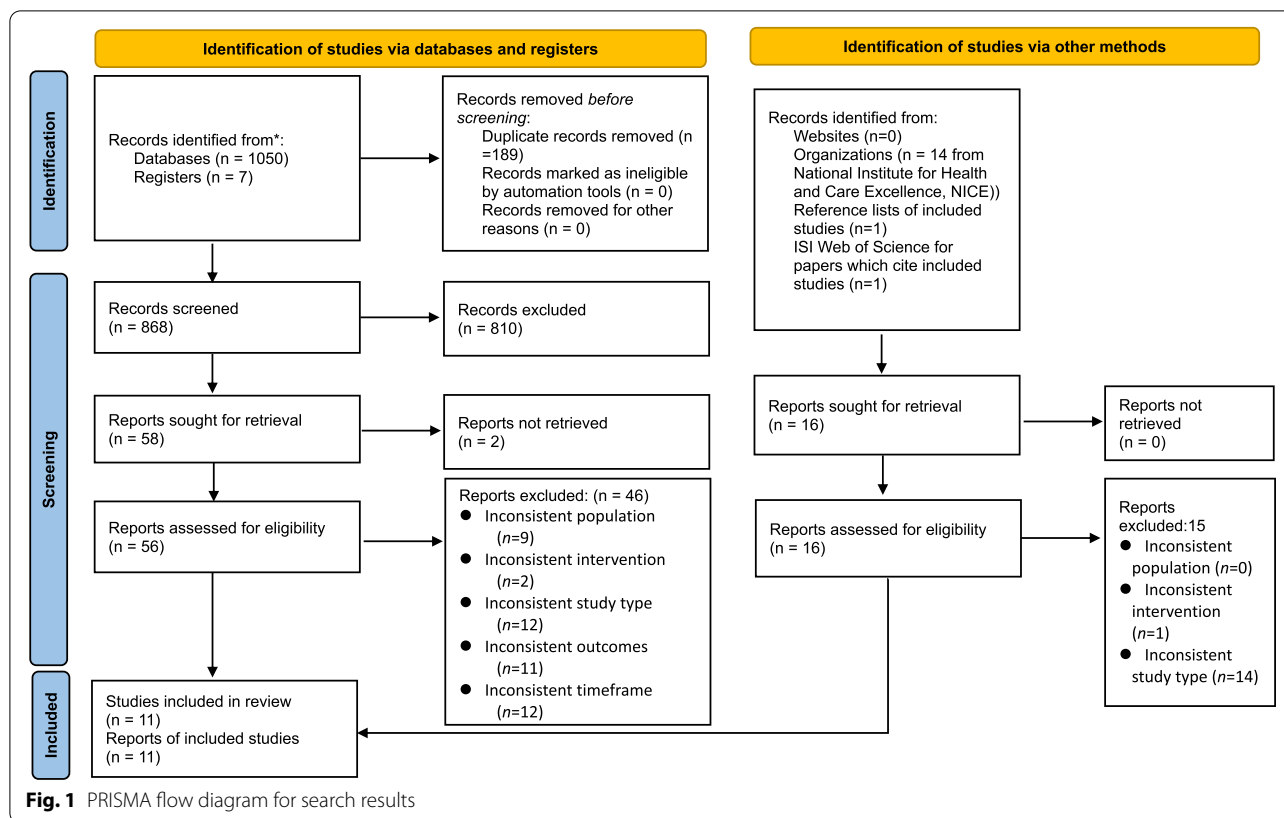 Identification of studies via databases and registers
Identification of studies via other methods
Identification
Records identified from*:
Databases (n = 1050)
Registers (n = 7)
Records removed before
screening:
Duplicate records removed (n
=189)
Records marked as ineligible
by automation tools (n = 0)
Records removed for other
reasons (n = 0)
Records identified from:
Websites (n=0)
Organizations (n = 14 from
National Institute for Health
and Care Excellence, NICE))
Reference lists of included
studies (n=1)
ISI Web of Science for
papers which cite included
studies (n=1)
Screening
Records screened
(n = 868)
Records excluded
(n = 810)
Reports sought for retrieval
(n = 58)
Reports not retrieved
(n = 2)
Reports sought for retrieval
(n = 16)
Reports not
retrieved
(n = 0)
Reports assessed for eligibility
(n = 56)
Reports excluded: (n = 46)
● Inconsistent population
(n=9)
● Inconsistent intervention
(n=2)
● Inconsistent study type
(n=12)
● Inconsistent outcomes
(n=11)
● Inconsistent timeframe
(n=12)
Reports assessed for eligibility
(n = 16)
Reports
excluded:15
● Inconsistent
population (n=0)
● Inconsistent
intervention
(n=1)
● Inconsistent
study type (n=14)
Included
Studies included in review
(n = 11)
Reports of included studies
(n = 11)
Fig. 1 PRISMA flow diagram for search results